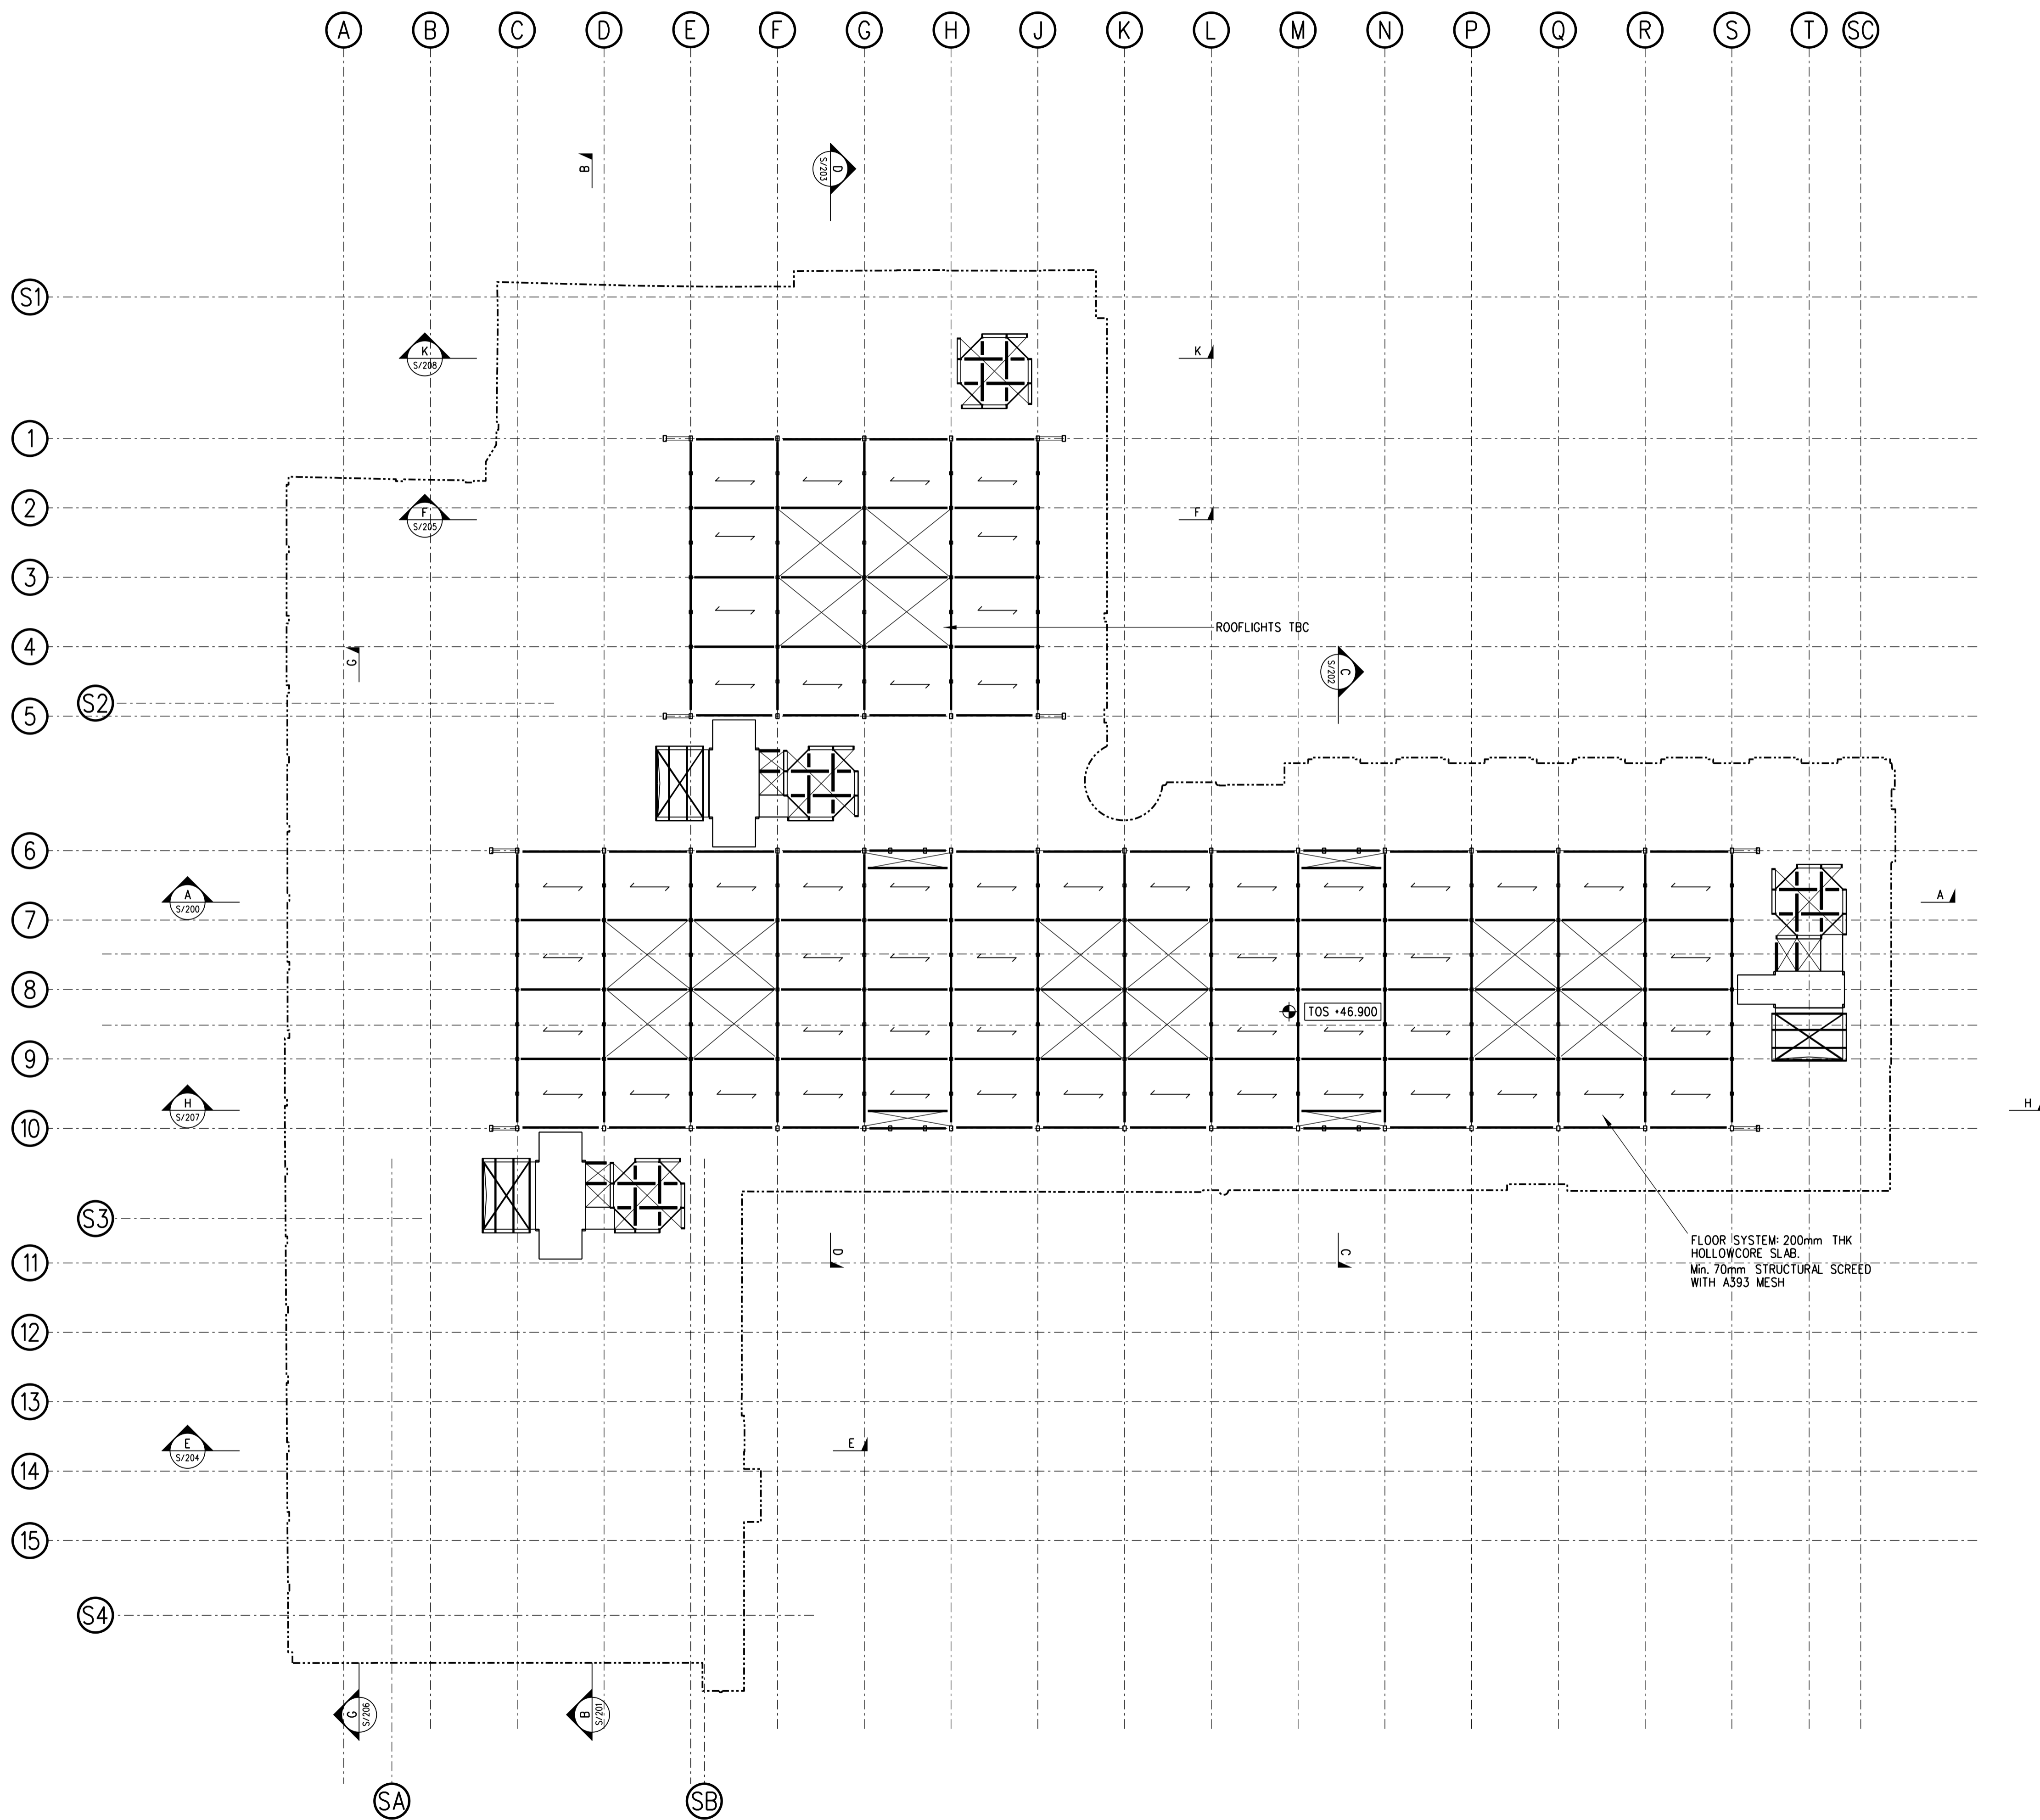 A B C D E F G H J K L M N P Q R S T SC
B
D
S/203
S1
K
S/208
K
1
2
F
S/205
F
3
ROOFLIGHTS TBC
4
G
C
S/202
S2
5
6
A
S/200
A
7
8
TOS +46.900
9
H
S/207
H
10
S3
FLOOR SYSTEM: 200mm THK
HOLLOWCORE SLAB.
Min. 70mm STRUCTURAL SCREED
WITH A393 MESH
D
C
11
12
13
E
S/204
E
14
15
S4
G
S/206
B
S/201
SA SB